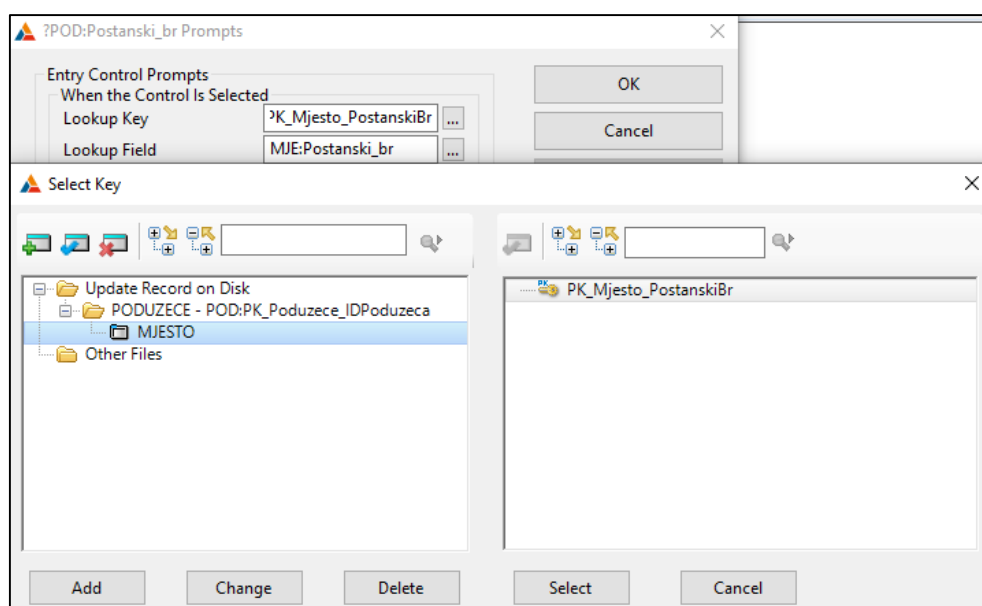 ?POD:Postanski_br Prompts
Entry Control Prompts
When the Control Is Selected
Lookup Key PK_Mjesto_PostanskiBr ...
Lookup Field MJE:Postanski_br ...
OK
Cancel
Select Key
Update Record on Disk
PODUZECE - POD:PK_Poduzece_IDPoduzeca
MJESTO
Other Files
PK PK_Mjesto_PostanskiBr
Add Change Delete Select Cancel